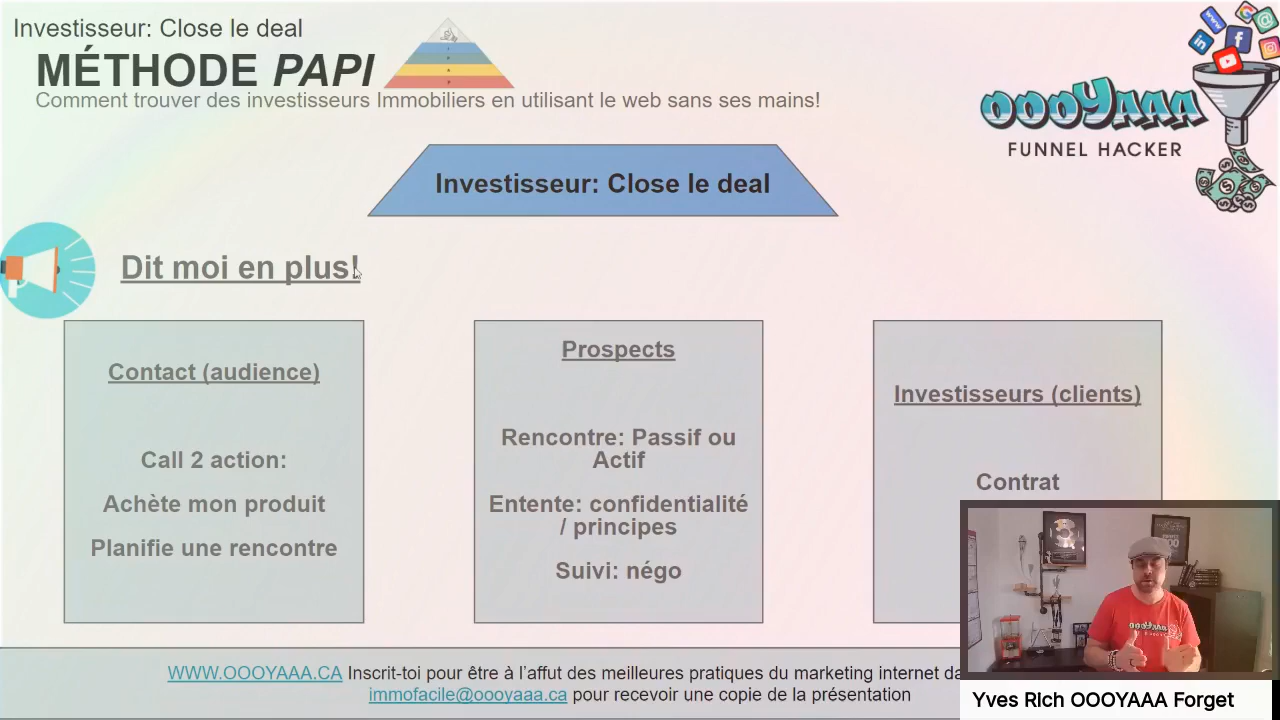 Investisseur: Close le deal
MÉTHODE PAPI
Comment trouver des investisseurs Immobiliers en utilisant le web sans ses mains!
OOOYAAA
FUNNEL HACKER
Investisseur: Close le deal
Dit moi en plus!
Contact (audience)
Call 2 action:
Achète mon produit
Planifie une rencontre
Prospects
Rencontre: Passif ou
Actif
Entente: confidentialité
/ principes
Suivi: négo
Investisseurs (clients)
Contrat
WWW.OOOYAAA.CA Inscrit-toi pour être à l'affut des meilleures pratiques du marketing internet da
immofacile@oooyaaa.ca pour recevoir une copie de la présentation
Yves RIch OOOYAAA Forget